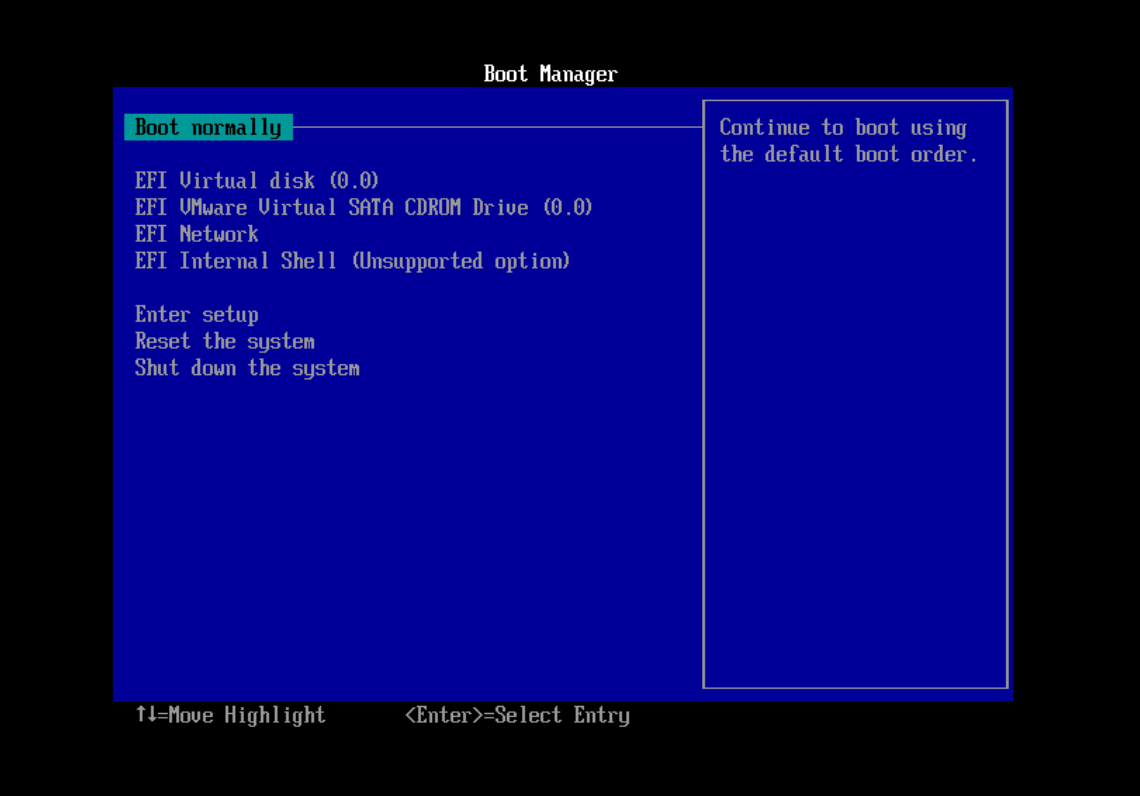 Boot Manager
Boot normally
Continue to boot using
the default boot order.
EFI Virtual disk (0.0)
EFI VMware Virtual SATA CDROM Drive (0.0)
EFI Network
EFI Internal Shell (Unsupported option)
Enter setup
Reset the system
Shut down the system
↑↓=Move Highlight <Enter>=Select Entry